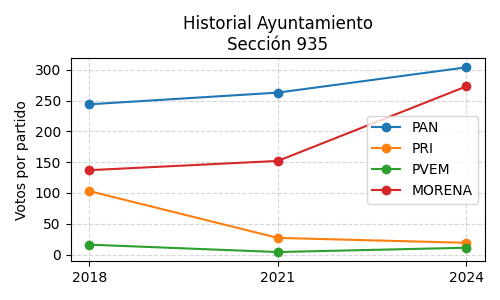 Historial Ayuntamiento
Sección 935
Votos por partido
300
250
200
150
100
50
0
2018
2021
2024
PAN
PRI
PVEM
MORENA